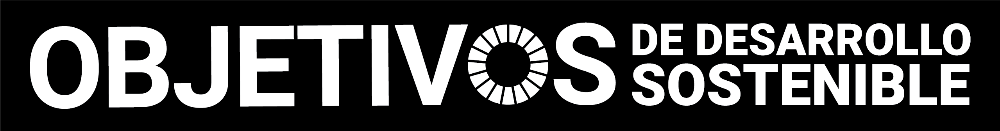 OBJETIVOS
DE DESARROLLO
SOSTENIBLE